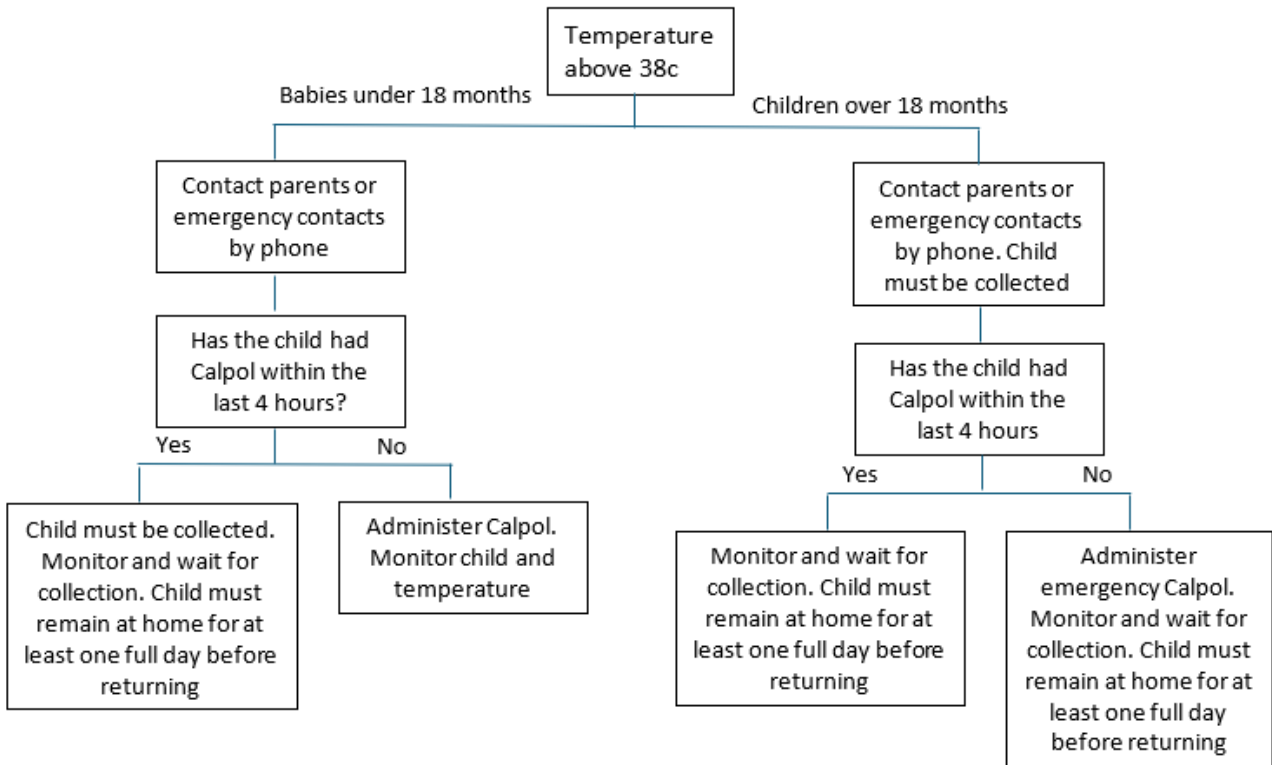 Temperature
above 38c
Babies under 18 months
Children over 18 months
Contact parents or
emergency contacts
by phone
Contact parents or
emergency contacts
by phone. Child
must be collected
Has the child had
Calpol within the
last 4 hours?
Has the child had
Calpol within the
last 4 hours
Yes
No
Yes
No
Child must be collected.
Monitor and wait for
collection. Child must
remain at home for at
least one full day before
returning
Administer Calpol.
Monitor child and
temperature
Monitor and wait for
collection. Child must
remain at home for at
least one full day before
returning
Administer
emergency Calpol.
Monitor and wait for
collection. Child must
remain at home for at
least one full day
before returning